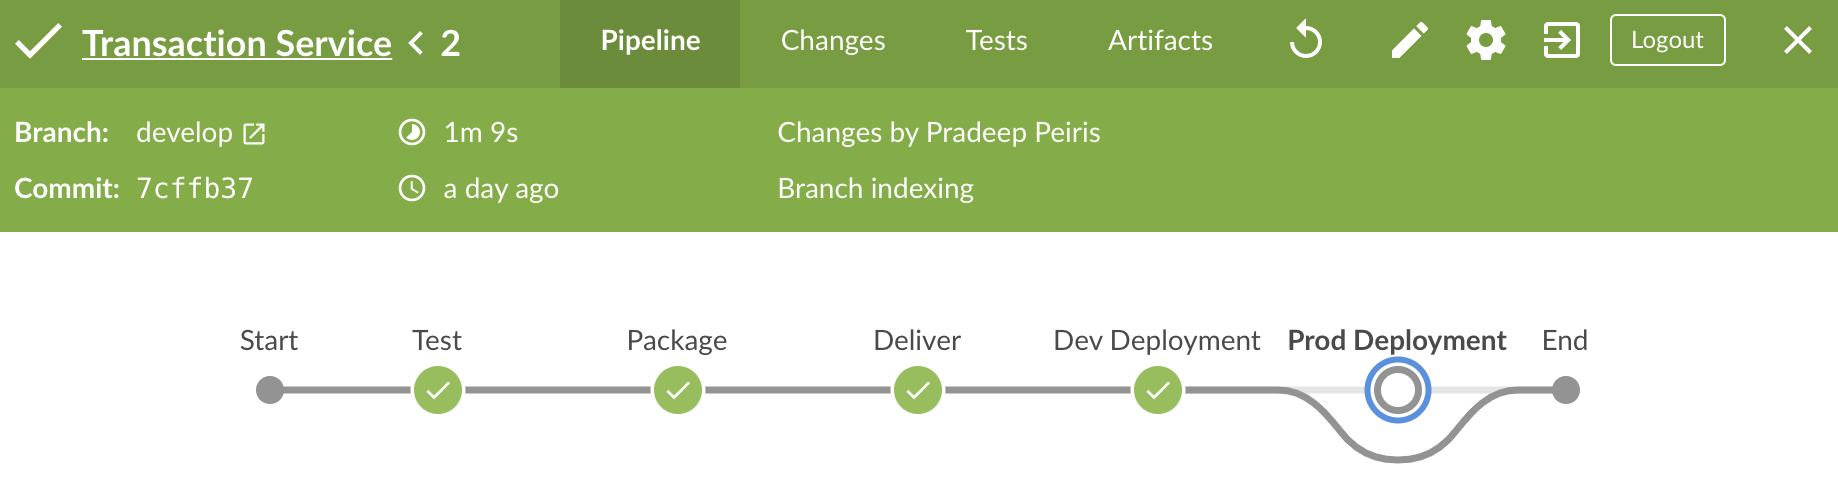 Transaction Service < 2 Pipeline Changes Tests Artifacts Logout
Branch: develop 1m 9s Changes by Pradeep Peiris
Commit: 7cffb37 a day ago Branch indexing
Start Test Package Deliver Dev Deployment Prod Deployment End